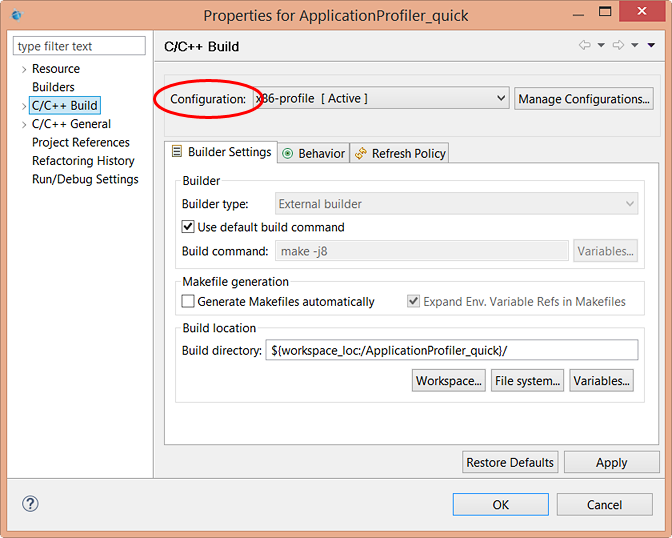 Properties for ApplicationProfiler_quick
type filter text
Resource
Builders
C/C++ Build
C/C++ General
Project References
Refactoring History
Run/Debug Settings
C/C++ Build
Configuration: x86-profile [ Active ] Manage Configurations...
Builder Settings Behavior Refresh Policy
Builder
Builder type: External builder
Use default build command
Build command: make -j8 Variables...
Makefile generation
Generate Makefiles automatically Expand Env. Variable Refs in Makefiles
Build location
Build directory: ${workspace_loc:/ApplicationProfiler_quick}/
Workspace... File system... Variables...
Restore Defaults Apply
? OK Cancel